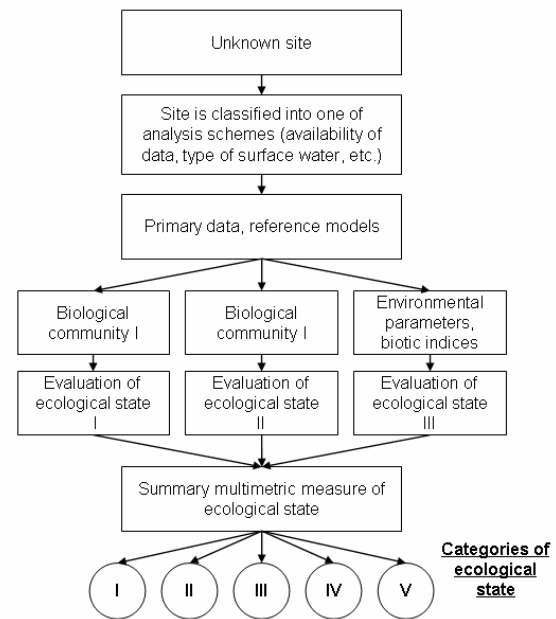 Unknown site
Site is classified into one of
analysis schemes (availability of
data, type of surface water, etc.)
Primary data, reference models
Biological
community I
Biological
community I
Environmental
parameters,
biotic indices
Evaluation of
ecological state
I
Evaluation of
ecological state
II
Evaluation of
ecological state
III
Summary multimetric measure of
ecological state
Categories of
ecological
state
I
II
III
IV
V